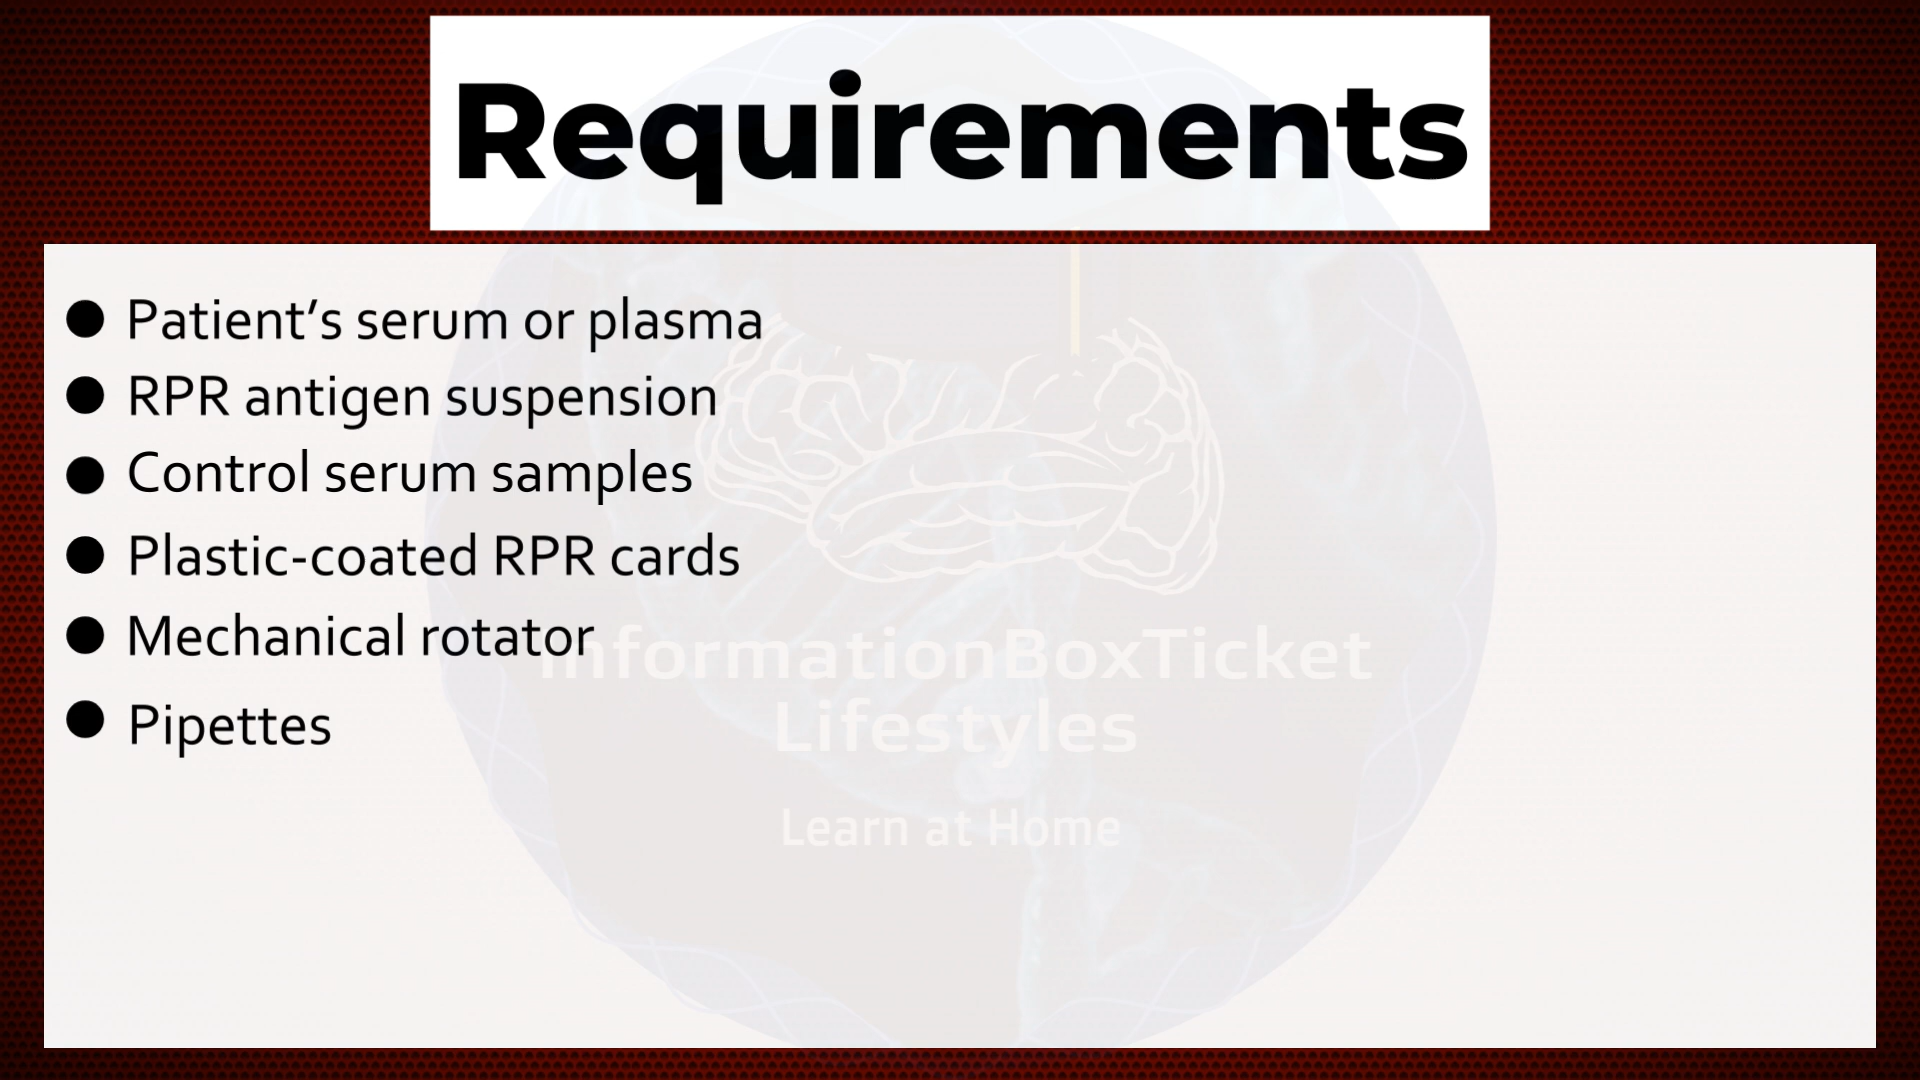 Requirements
● Patient’s serum or plasma
● RPR antigen suspension
● Control serum samples
● Plastic-coated RPR cards
● Mechanical rotator
● Pipettes
InformationBoxTicket
Lifestyles
Learn at Home